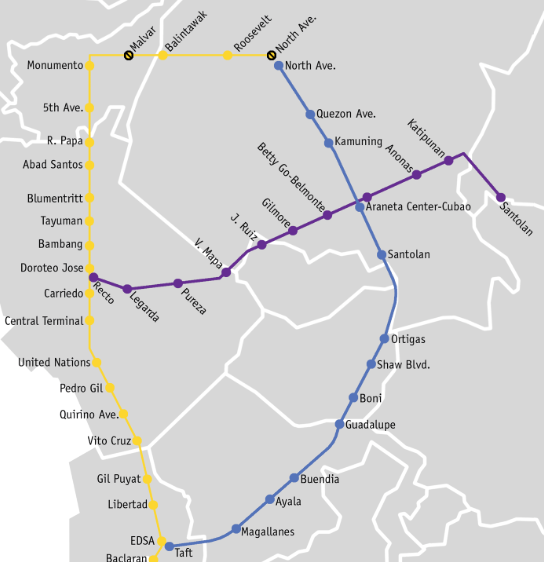 Malvar
Balintawak
Roosevelt
North Ave.
Monumento
North Ave.
5th Ave.
Quezon Ave.
R. Papa
Kamuning
Katipunan
Abad Santos
Anonas
Betty Go-Belmonte
Blumentritt
Gilmore
Araneta Center-Cubao
Santolan
Tayuman
J. Ruiz
Bambang
V. Mapa
Santolan
Doroteo Jose
Recto
Legarda
Pureza
Carriedo
Central Terminal
Ortigas
United Nations
Shaw Blvd.
Pedro Gil
Boni
Quirino Ave.
Guadalupe
Vito Cruz
Gil Puyat
Buendia
Libertad
Ayala
Magallanes
EDSA
Taft
Baclaran